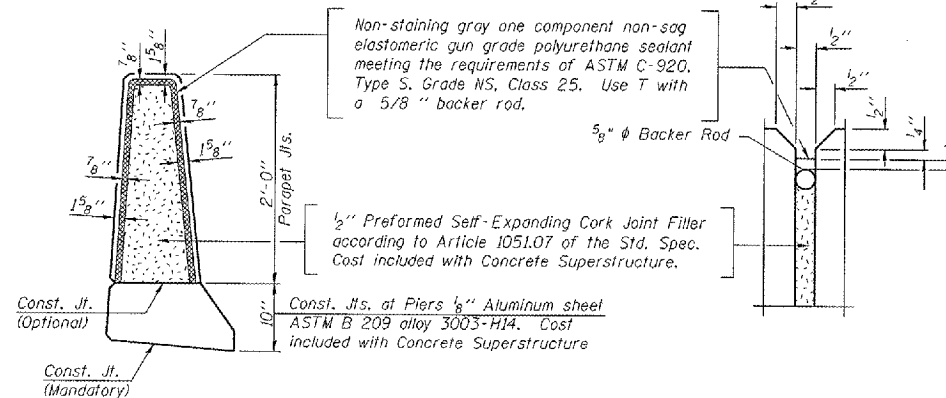 Non-staining gray one component non-sag
elastomeric gun grade polyurethane sealant
meeting the requirements of ASTM C-920,
Type S, Grade NS, Class 25. Use T with
a 5/8 " backer rod.
7/8"
1 5/8"
7/8"
1 5/8"
7/8"
1 5/8"
2'-0"
Parapet Jts.
10"
1/2" Preformed Self-Expanding Cork Joint Filler
according to Article 1051.07 of the Std. Spec.
Cost included with Concrete Superstructure.
Const. Jt.
(Optional)
Const. Jts. at Piers 1/8" Aluminum sheet
ASTM B 209 alloy 3003-H14. Cost
included with Concrete Superstructure
Const. Jt.
(Mandatory)
1/2"
1/2"
1/2"
1/4"
5/8" ϕ Backer Rod